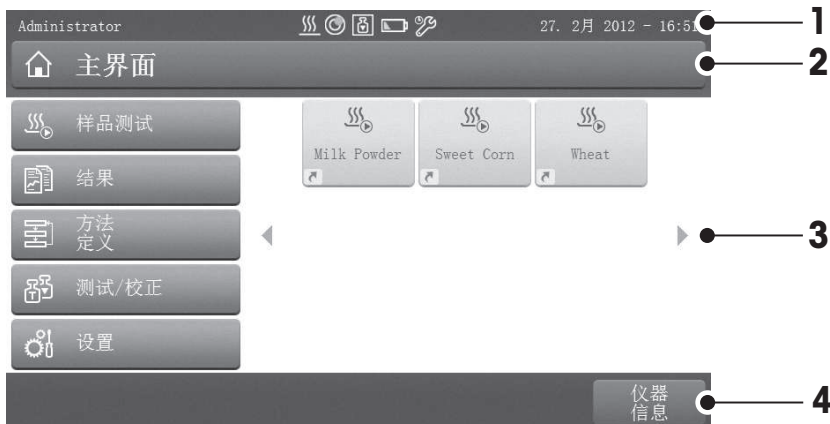 Administrator
27. 2月 2012 - 16:51
1
主界面
2
样品测试
Milk Powder
Sweet Corn
Wheat
结果
方法
定义
3
测试/校正
设置
仪器
信息
4